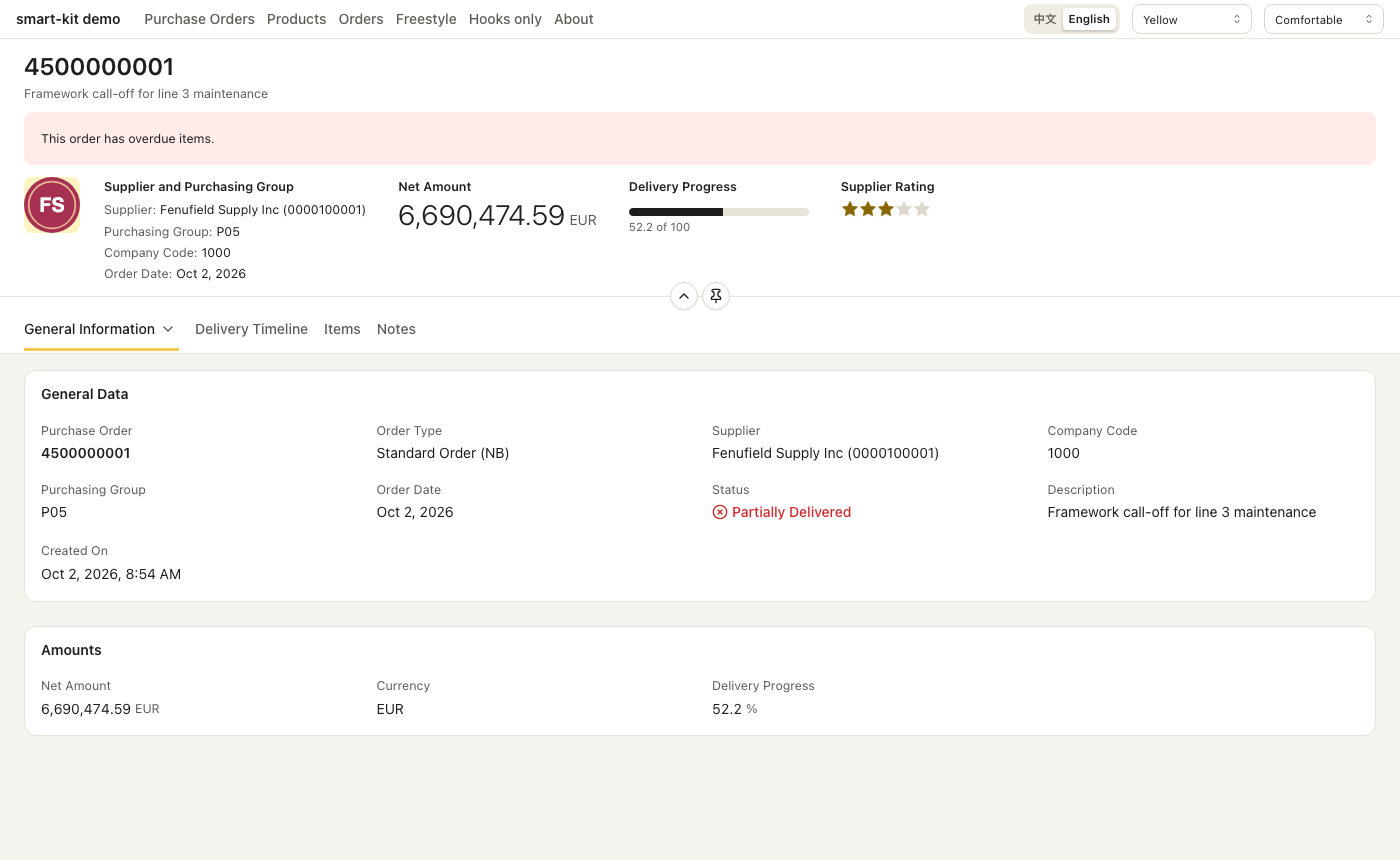 smart-kit demo Purchase Orders Products Orders Freestyle Hooks only About 中文 English Yellow Comfortable
4500000001
Framework call-off for line 3 maintenance
This order has overdue items.
FS
Supplier and Purchasing Group
Supplier: Fenufield Supply Inc (0000100001)
Purchasing Group: P05
Company Code: 1000
Order Date: Oct 2, 2026
Net Amount
6,690,474.59 EUR
Delivery Progress
52.2 of 100
Supplier Rating
General Information Delivery Timeline Items Notes
General Data
Purchase Order
4500000001
Order Type
Standard Order (NB)
Supplier
Fenufield Supply Inc (0000100001)
Company Code
1000
Purchasing Group
P05
Order Date
Oct 2, 2026
Status
Partially Delivered
Description
Framework call-off for line 3 maintenance
Created On
Oct 2, 2026, 8:54 AM
Amounts
Net Amount
6,690,474.59 EUR
Currency
EUR
Delivery Progress
52.2 %